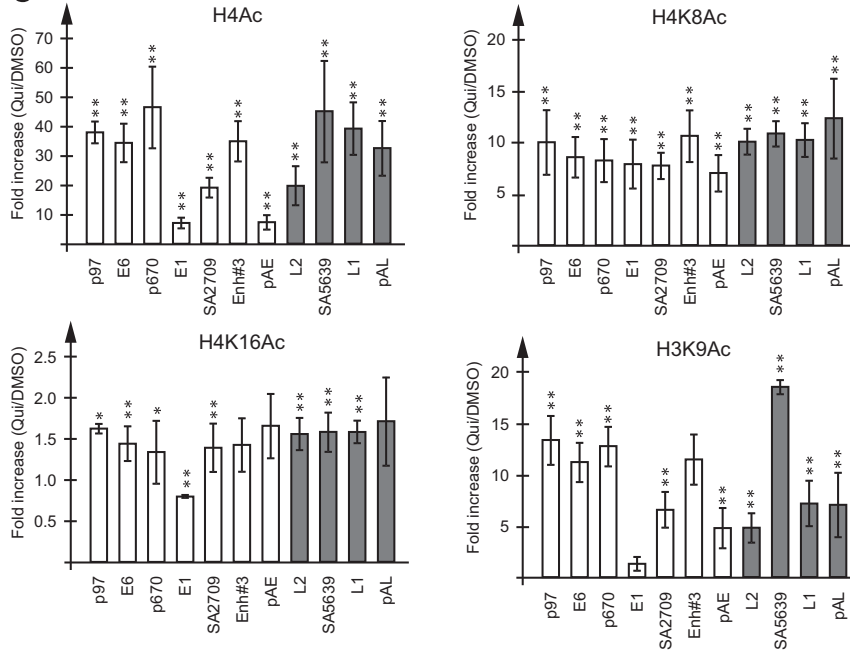 H4Ac
Fold increase (Qui/DMSO)
70
60
50
40
30
20
10
** ** ** ** ** ** ** ** ** ** **
p97 E6 p670 E1 SA2709 Enh#3 pAE L2 SA5639 L1 pAL
H4K8Ac
Fold increase (Qui/DMSO)
20
15
10
5
** ** ** ** ** ** ** ** ** ** **
p97 E6 p670 E1 SA2709 Enh#3 pAE L2 SA5639 L1 pAL
H4K16Ac
Fold increase (Qui/DMSO)
2.5
2.0
1.5
1.0
0.5
* ** * ** ** ** ** **
p97 E6 p670 E1 SA2709 Enh#3 pAE L2 SA5639 L1 pAL
H3K9Ac
Fold increase (Qui/DMSO)
20
15
10
5
** ** ** ** ** ** ** ** **
p97 E6 p670 E1 SA2709 Enh#3 pAE L2 SA5639 L1 pAL